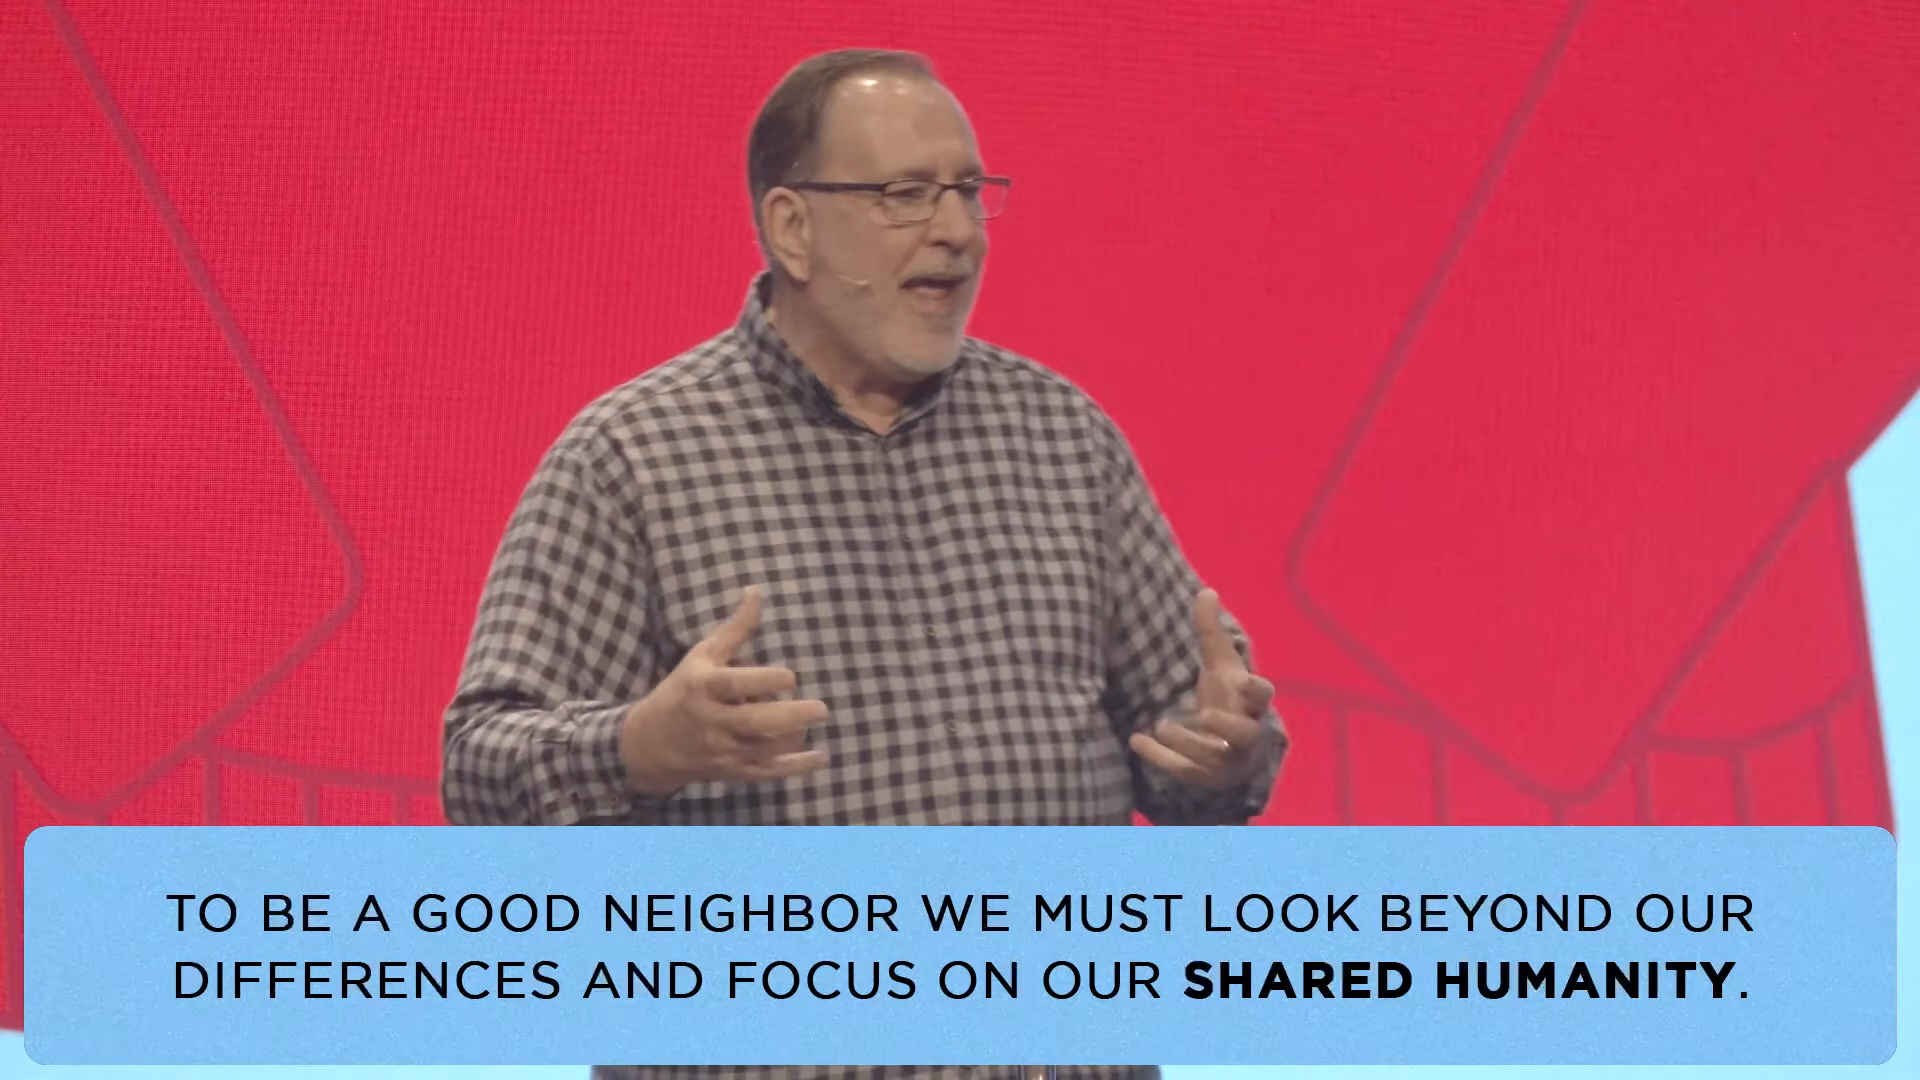 TO BE A GOOD NEIGHBOR WE MUST LOOK BEYOND OUR
DIFFERENCES AND FOCUS ON OUR SHARED HUMANITY.